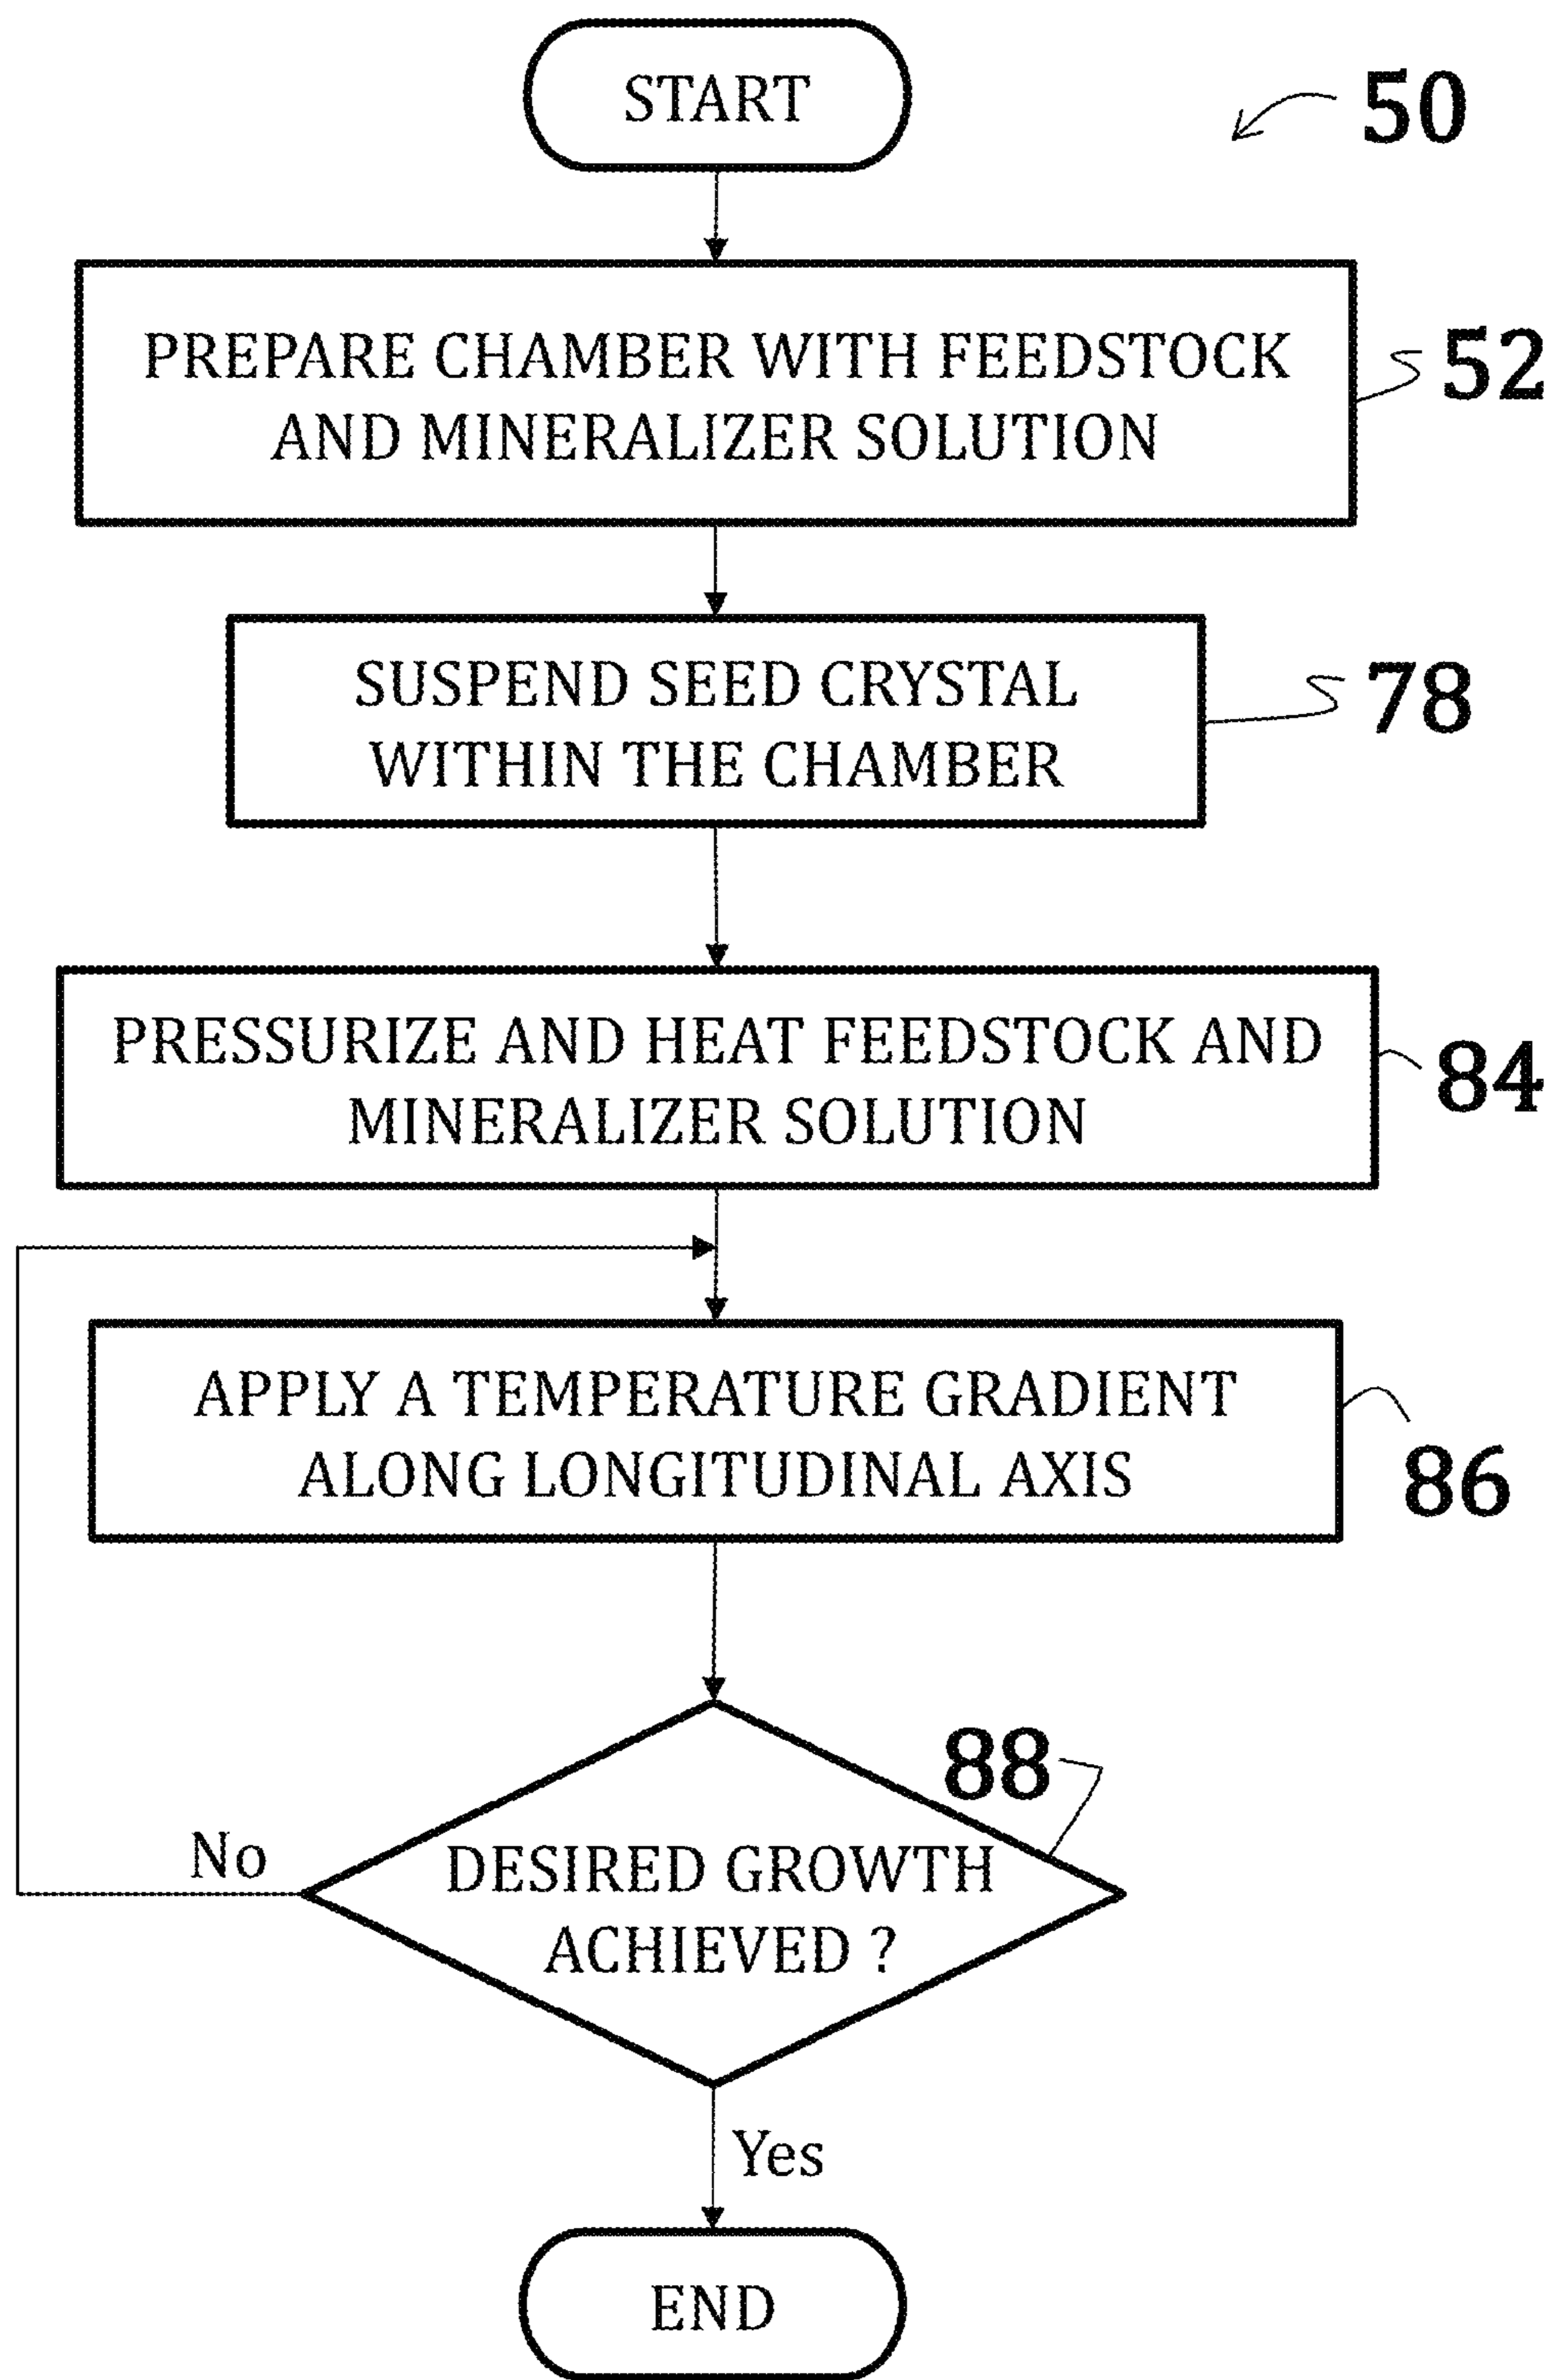 START
50
PREPARE CHAMBER WITH FEEDSTOCK
AND MINERALIZER SOLUTION
52
SUSPEND SEED CRYSTAL
WITHIN THE CHAMBER
78
PRESSURIZE AND HEAT FEEDSTOCK AND
MINERALIZER SOLUTION
84
APPLY A TEMPERATURE GRADIENT
ALONG LONGITUDINAL AXIS
86
88
DESIRED GROWTH
ACHIEVED ?
No
Yes
END